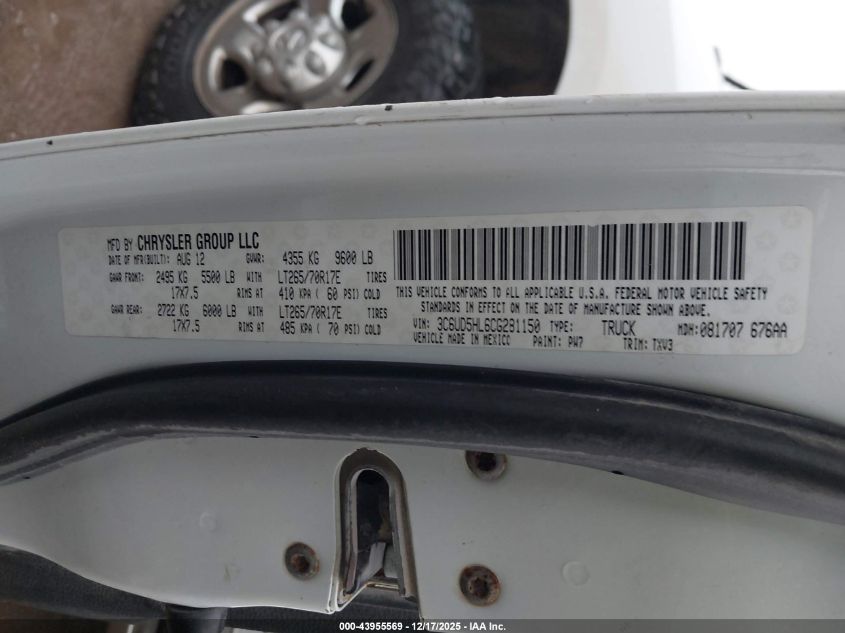 MFD BY CHRYSLER GROUP LLC
DATE OF MFR(BUILT): AUG 12 GVWR: 4355 KG 9600 LB
GAWR FRONT: 2495 KG 5500 LB WITH LT265/70R17E TIRES
17X7.5 RIMS AT 410 KPA ( 60 PSI) COLD
GAWR REAR: 2722 KG 6000 LB WITH LT265/70R17E TIRES
17X7.5 RIMS AT 485 KPA ( 70 PSI) COLD
THIS VEHICLE CONFORMS TO ALL APPLICABLE U.S.A. FEDERAL MOTOR VEHICLE SAFETY
STANDARDS IN EFFECT ON THE DATE OF MANUFACTURE SHOWN ABOVE.
VIN: 3C6UD5HL6CG291150 TYPE: TRUCK MDH: 081707 676AA
VEHICLE MADE IN MEXICO PAINT: PW7 TRIM: TXV3
000-43955569 - 12/17/2025 - IAA Inc.